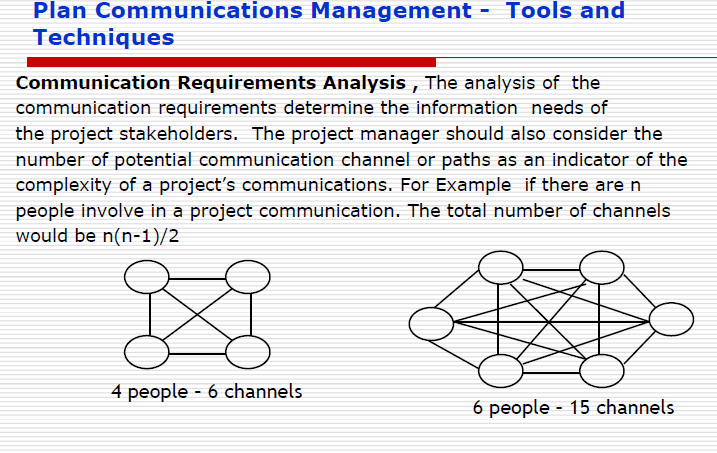 Plan Communications Management - Tools and
Techniques
Communication Requirements Analysis , The analysis of the
communication requirements determine the information needs of
the project stakeholders. The project manager should also consider the
number of potential communication channel or paths as an indicator of the
complexity of a project’s communications. For Example if there are n
people involve in a project communication. The total number of channels
would be n(n-1)/2
4 people - 6 channels
6 people - 15 channels